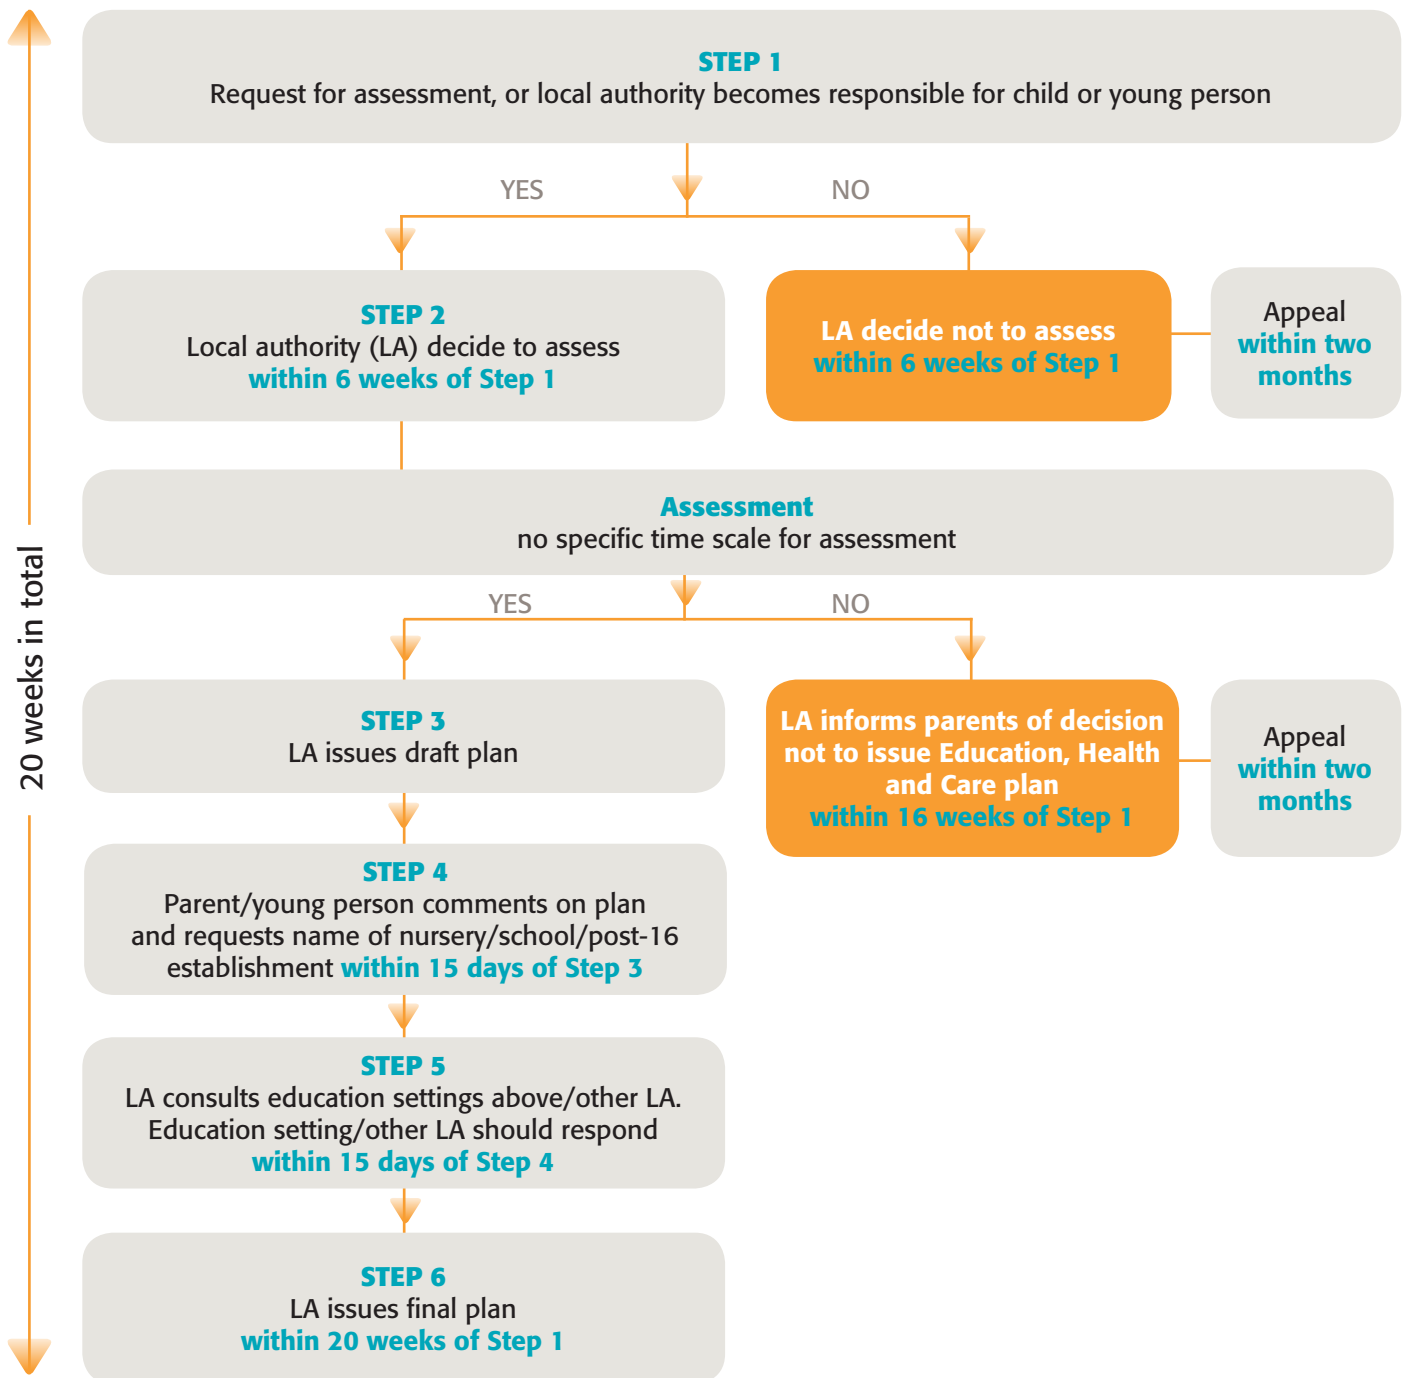 STEP 1
Request for assessment, or local authority becomes responsible for child or young person
YES
NO
STEP 2
Local authority (LA) decide to assess
within 6 weeks of Step 1
LA decide not to assess
within 6 weeks of Step 1
Appeal
within two
months
Assessment
no specific time scale for assessment
YES
NO
20 weeks in total
STEP 3
LA issues draft plan
LA informs parents of decision
not to issue Education, Health
and Care plan
within 16 weeks of Step 1
Appeal
within two
months
STEP 4
Parent/young person comments on plan
and requests name of nursery/school/post-16
establishment within 15 days of Step 3
STEP 5
LA consults education settings above/other LA.
Education setting/other LA should respond
within 15 days of Step 4
STEP 6
LA issues final plan
within 20 weeks of Step 1